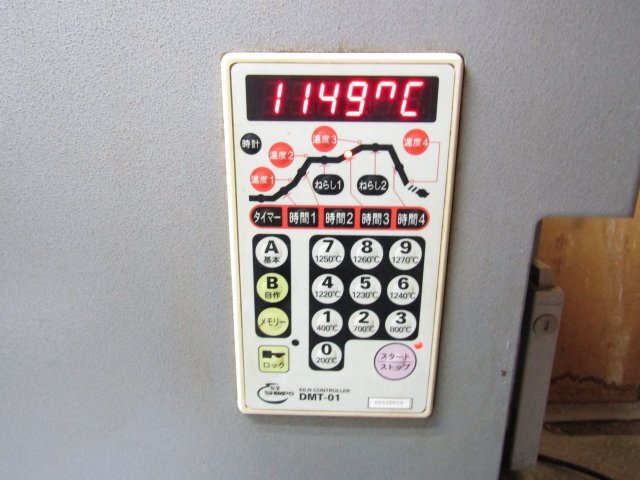 1149°C
時計
温度1
温度2
温度3
温度4
ねらし1
ねらし2
タイマー
時間1
時間2
時間3
時間4
A
基本
7
1250℃
8
1260℃
9
1270℃
B
自作
4
1220℃
5
1230℃
6
1240℃
メモリー
1
400℃
2
700℃
3
800℃
ロック
0
200℃
スタート
ストップ
SHIMPO
KILN CONTROLLER
DMT-01